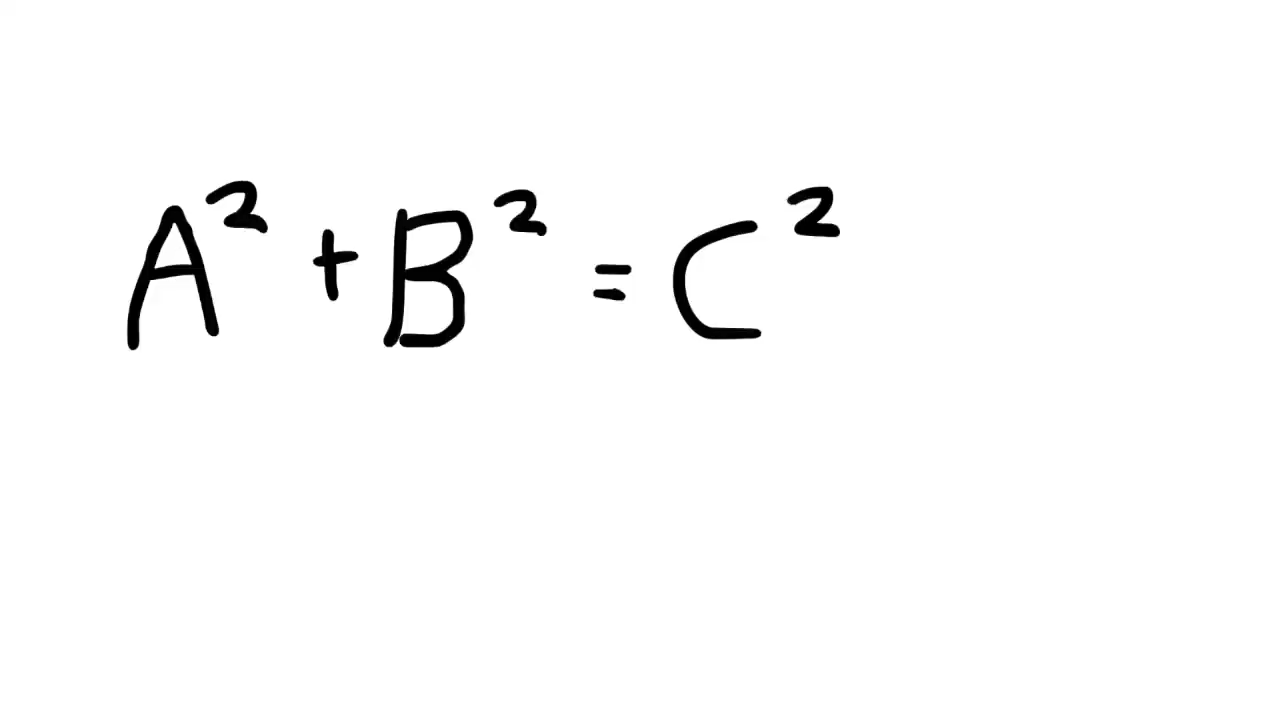 A² + B² = C²